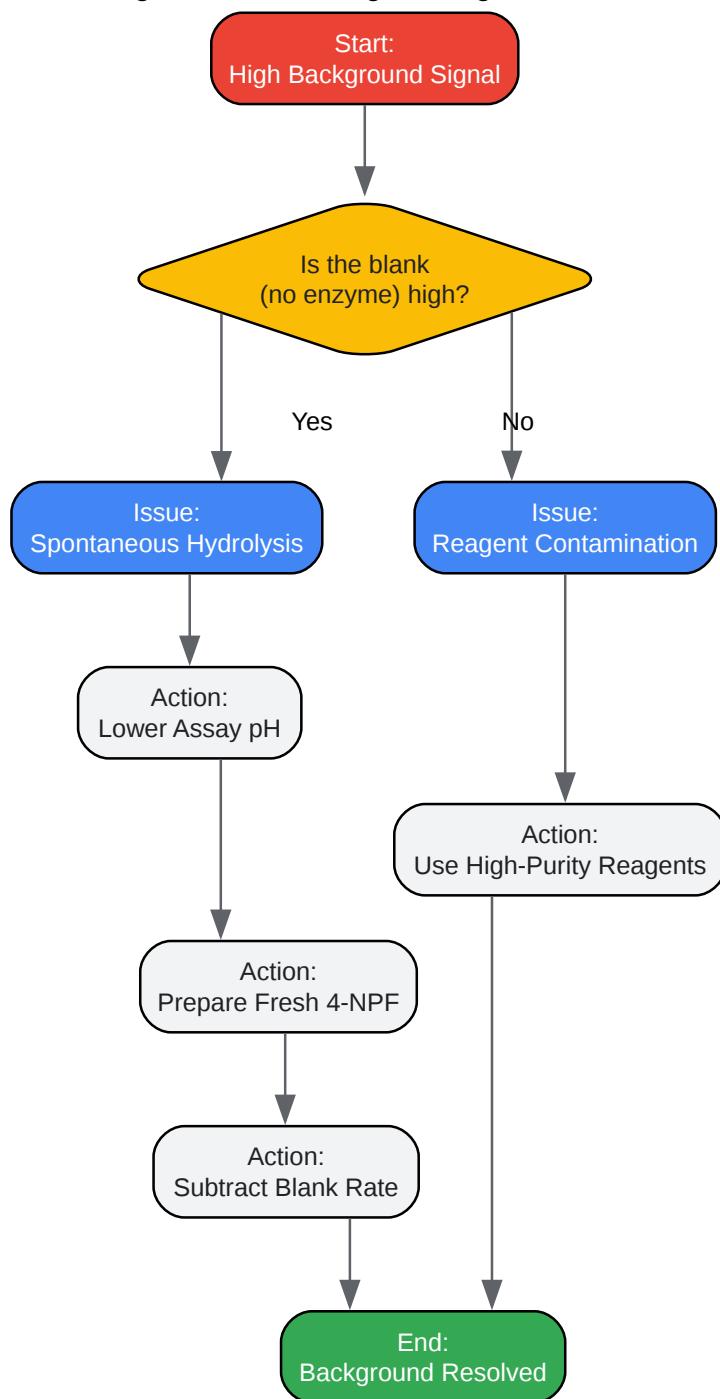 Start:
High Background Signal
Is the blank
(no enzyme) high?
Yes
No
Issue:
Spontaneous Hydrolysis
Issue:
Reagent Contamination
Action:
Lower Assay pH
Action:
Use High-Purity Reagents
Action:
Prepare Fresh 4-NPF
Action:
Subtract Blank Rate
End:
Background Resolved